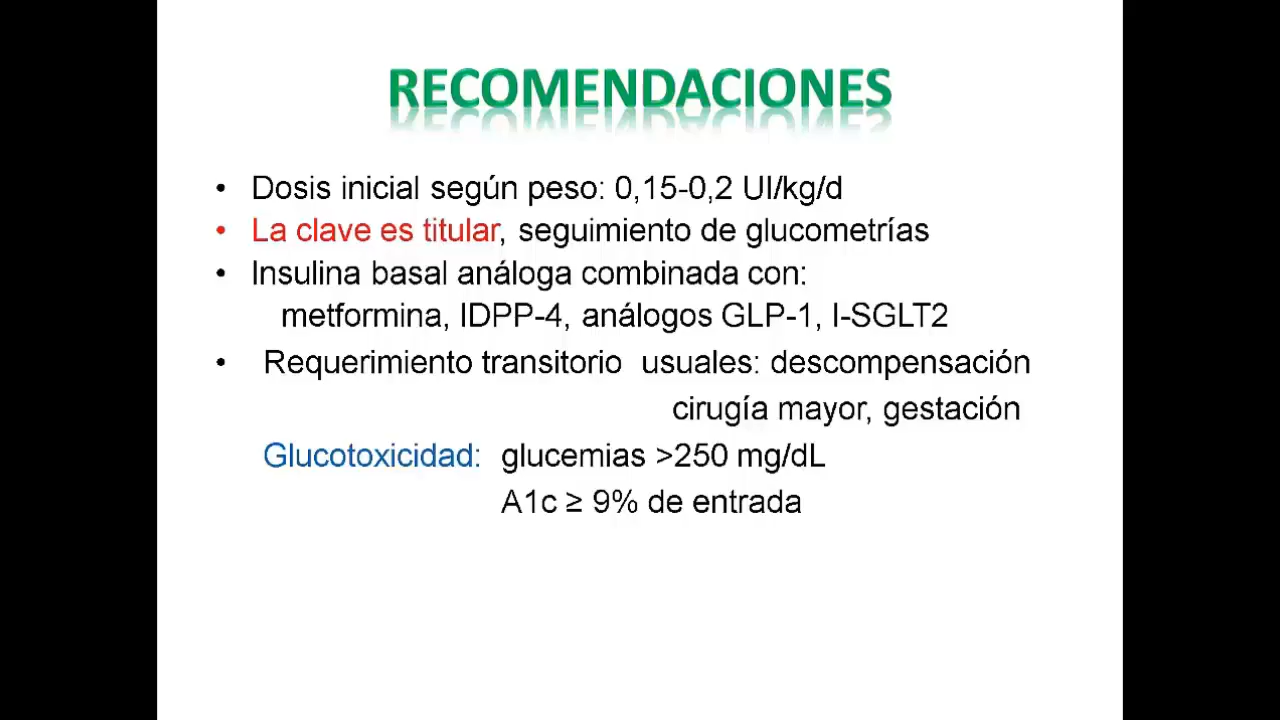 RECOMENDACIONES
• Dosis inicial según peso: 0,15-0,2 UI/kg/d
• La clave es titular, seguimiento de glucometrías
• Insulina basal análoga combinada con:
metformina, IDPP-4, análogos GLP-1, I-SGLT2
• Requerimiento transitorio usuales: descompensación
cirugía mayor, gestación
Glucotoxicidad: glucemias >250 mg/dL
A1c ≥ 9% de entrada